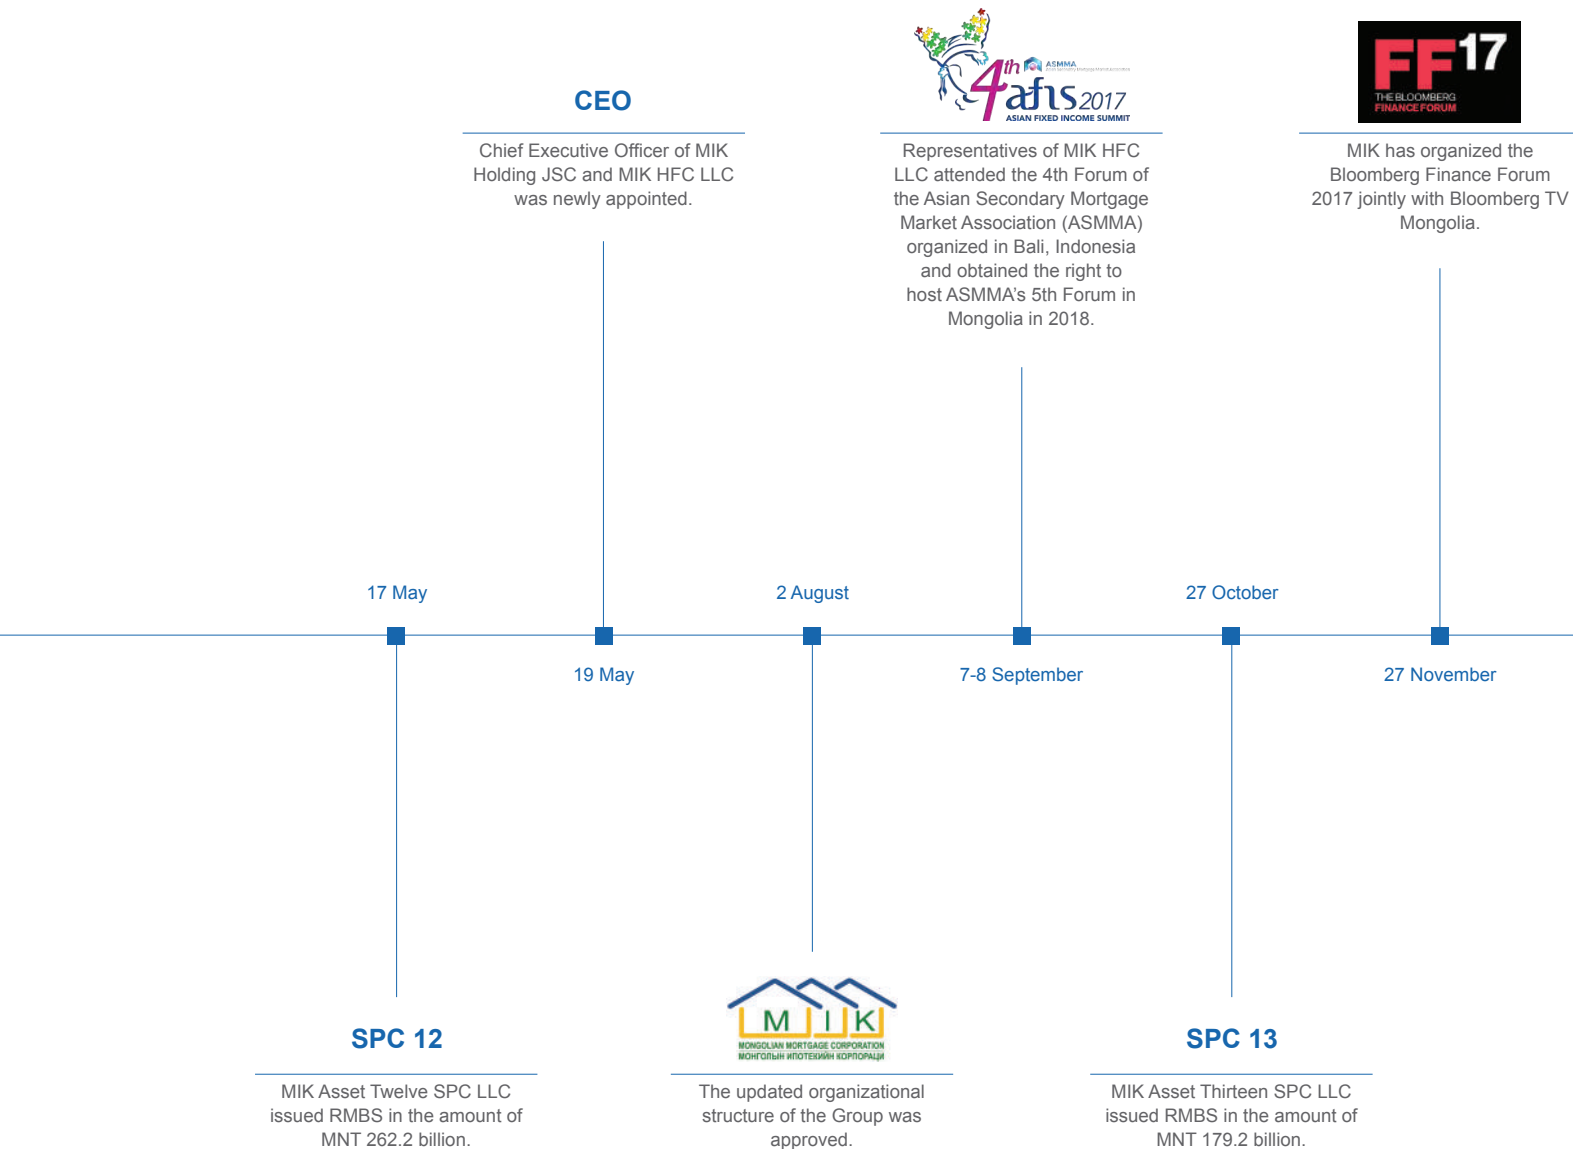 CEO
Chief Executive Officer of MIK
Holding JSC and MIK HFC LLC
was newly appointed.
4th
ASMMA
afis 2017
ASIAN FIXED INCOME SUMMIT
Representatives of MIK HFC
LLC attended the 4th Forum of
the Asian Secondary Mortgage
Market Association (ASMMA)
organized in Bali, Indonesia
and obtained the right to
host ASMMA’s 5th Forum in
Mongolia in 2018.
FF17
THE BLOOMBERG
FINANCE FORUM
MIK has organized the
Bloomberg Finance Forum
2017 jointly with Bloomberg TV
Mongolia.
17 May
19 May
2 August
7-8 September
27 October
27 November
SPC 12
MIK Asset Twelve SPC LLC
issued RMBS in the amount of
MNT 262.2 billion.
MIK
MONGOLIAN MORTGAGE CORPORATION
МОНГОЛЫН ИПОТЕКИЙН КОРПОРАЦИ
The updated organizational
structure of the Group was
approved.
SPC 13
MIK Asset Thirteen SPC LLC
issued RMBS in the amount of
MNT 179.2 billion.